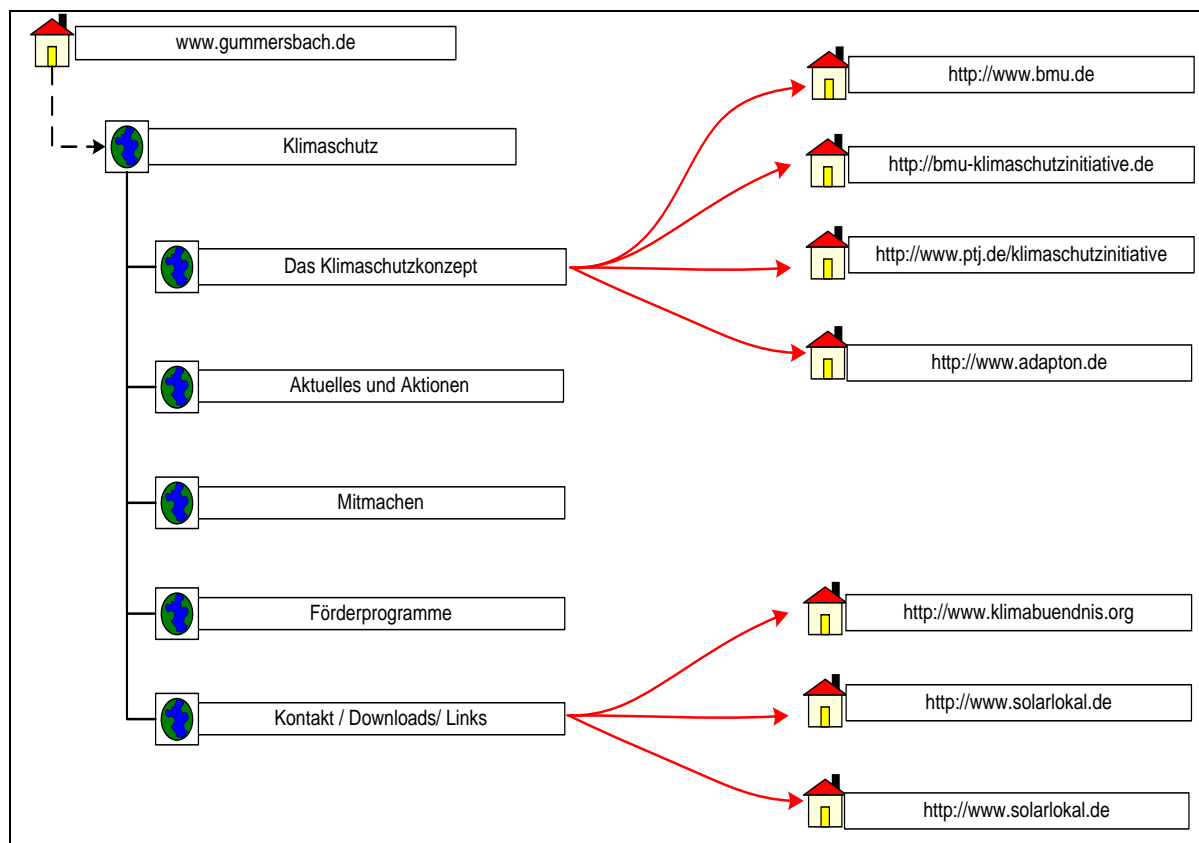 www.gummersbach.de
Klimaschutz
Das Klimaschutzkonzept
Aktuelles und Aktionen
Mitmachen
Förderprogramme
Kontakt / Downloads/ Links
http://www.bmu.de
http://bmu-klimaschutzinitiative.de
http://www.ptj.de/klimaschutzinitiative
http://www.adapton.de
http://www.klimabuendnis.org
http://www.solarlokal.de
http://www.solarlokal.de